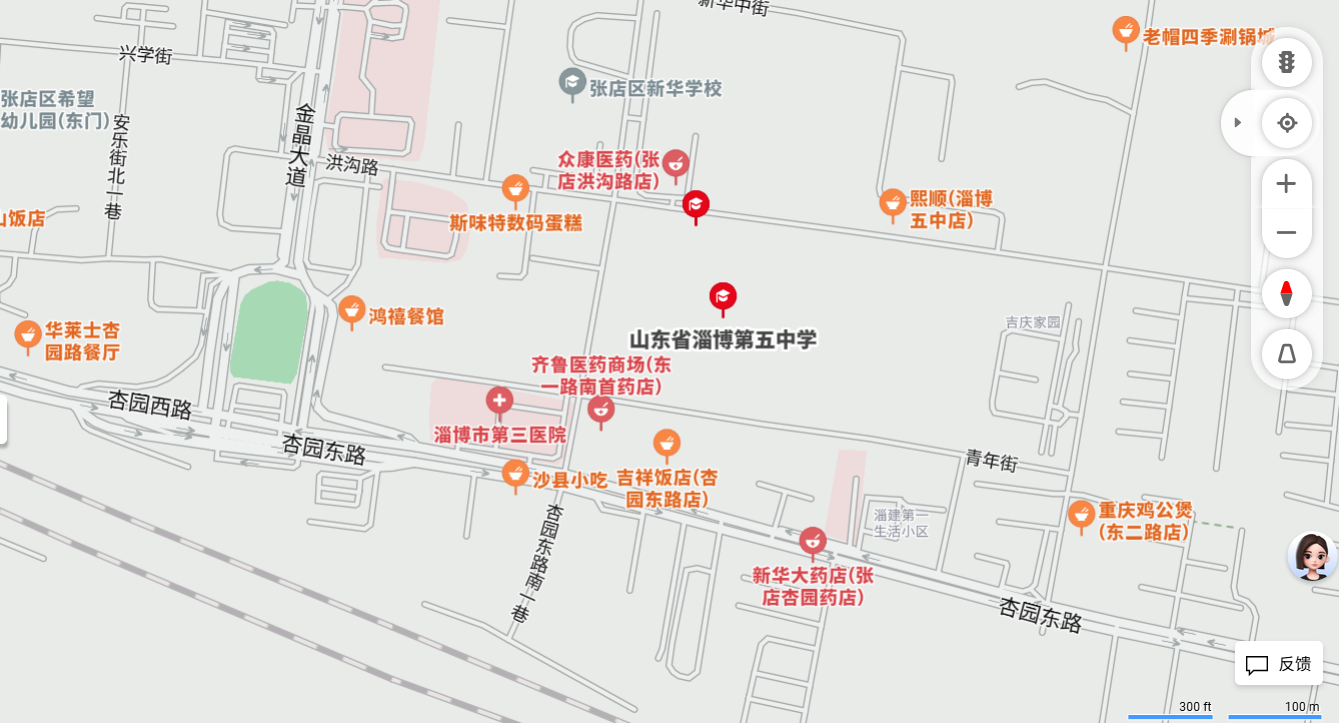 新华中街
老帽四季涮锅城
兴学街
张店区新华学校
张店区希望
幼儿园(东门)
安乐街北一巷
金晶大道
洪沟路
众康医药(张
店洪沟路店)
斯味特数码蛋糕
熙顺(淄博
五中店)
山饭店
鸿禧餐馆
华莱士杏
园路餐厅
吉庆家园
山东省淄博第五中学
齐鲁医药商场(东
一路南首药店)
杏园西路
淄博市第三医院
杏园东路
沙县小吃
吉祥饭店(杏
园东路店)
青年街
淄建第一
生活小区
重庆鸡公煲
(东二路店)
杏园东路南一巷
新华大药店(张
店杏园药店)
杏园东路
反馈
300 ft
100 m